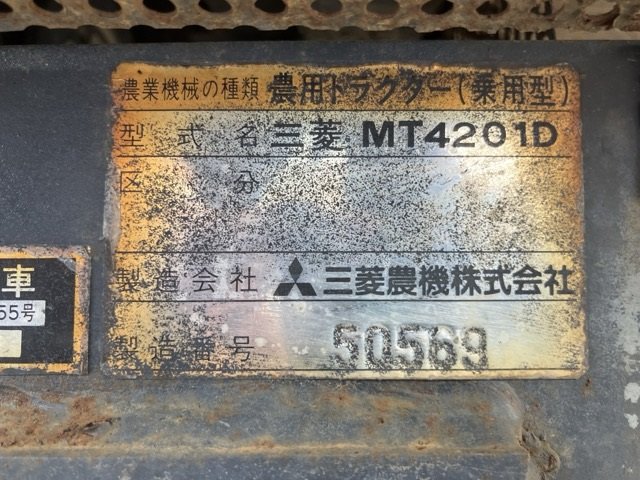 農業機械の種類 農用トラクター(乗用型)
型式名 三菱 MT4201D
区分
製造会社 三菱農機株式会社
製造番号 50569
車
55号